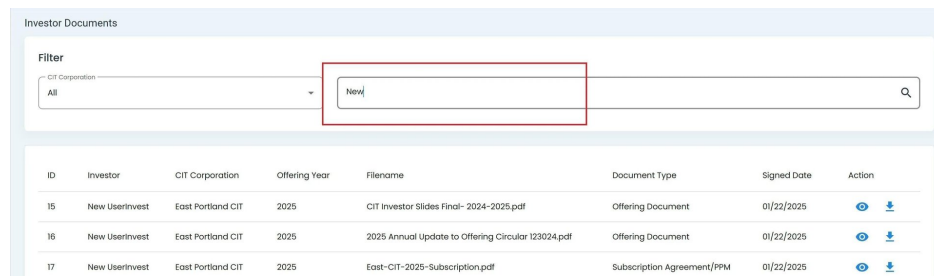 Investor Documents
Filter
CIT Corporation
All
New
ID Investor CIT Corporation Offering Year Filename Document Type Signed Date Action
15 New UserInvest East Portland CIT 2025 CIT Investor Slides Final- 2024-2025.pdf Offering Document 01/22/2025
16 New UserInvest East Portland CIT 2025 2025 Annual Update to Offering Circular 123024.pdf Offering Document 01/22/2025
17 New UserInvest East Portland CIT 2025 East-CIT-2025-Subscription.pdf Subscription Agreement/PPM 01/22/2025